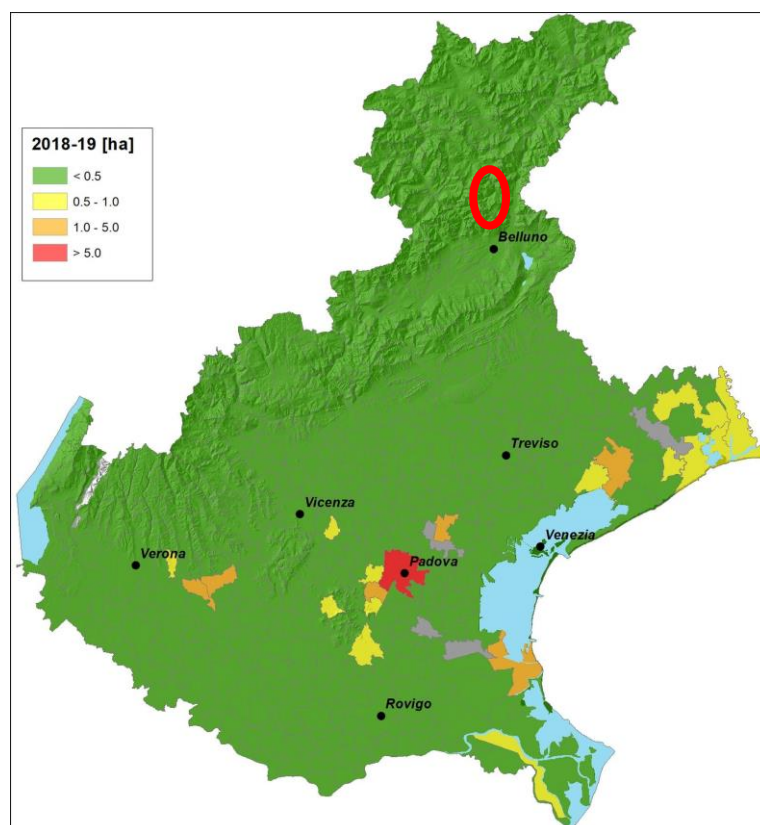 2018-19 [ha]
< 0.5
0.5 - 1.0
1.0 - 5.0
> 5.0
Belluno
Treviso
Vicenza
Venezia
Verona
Padova
Rovigo